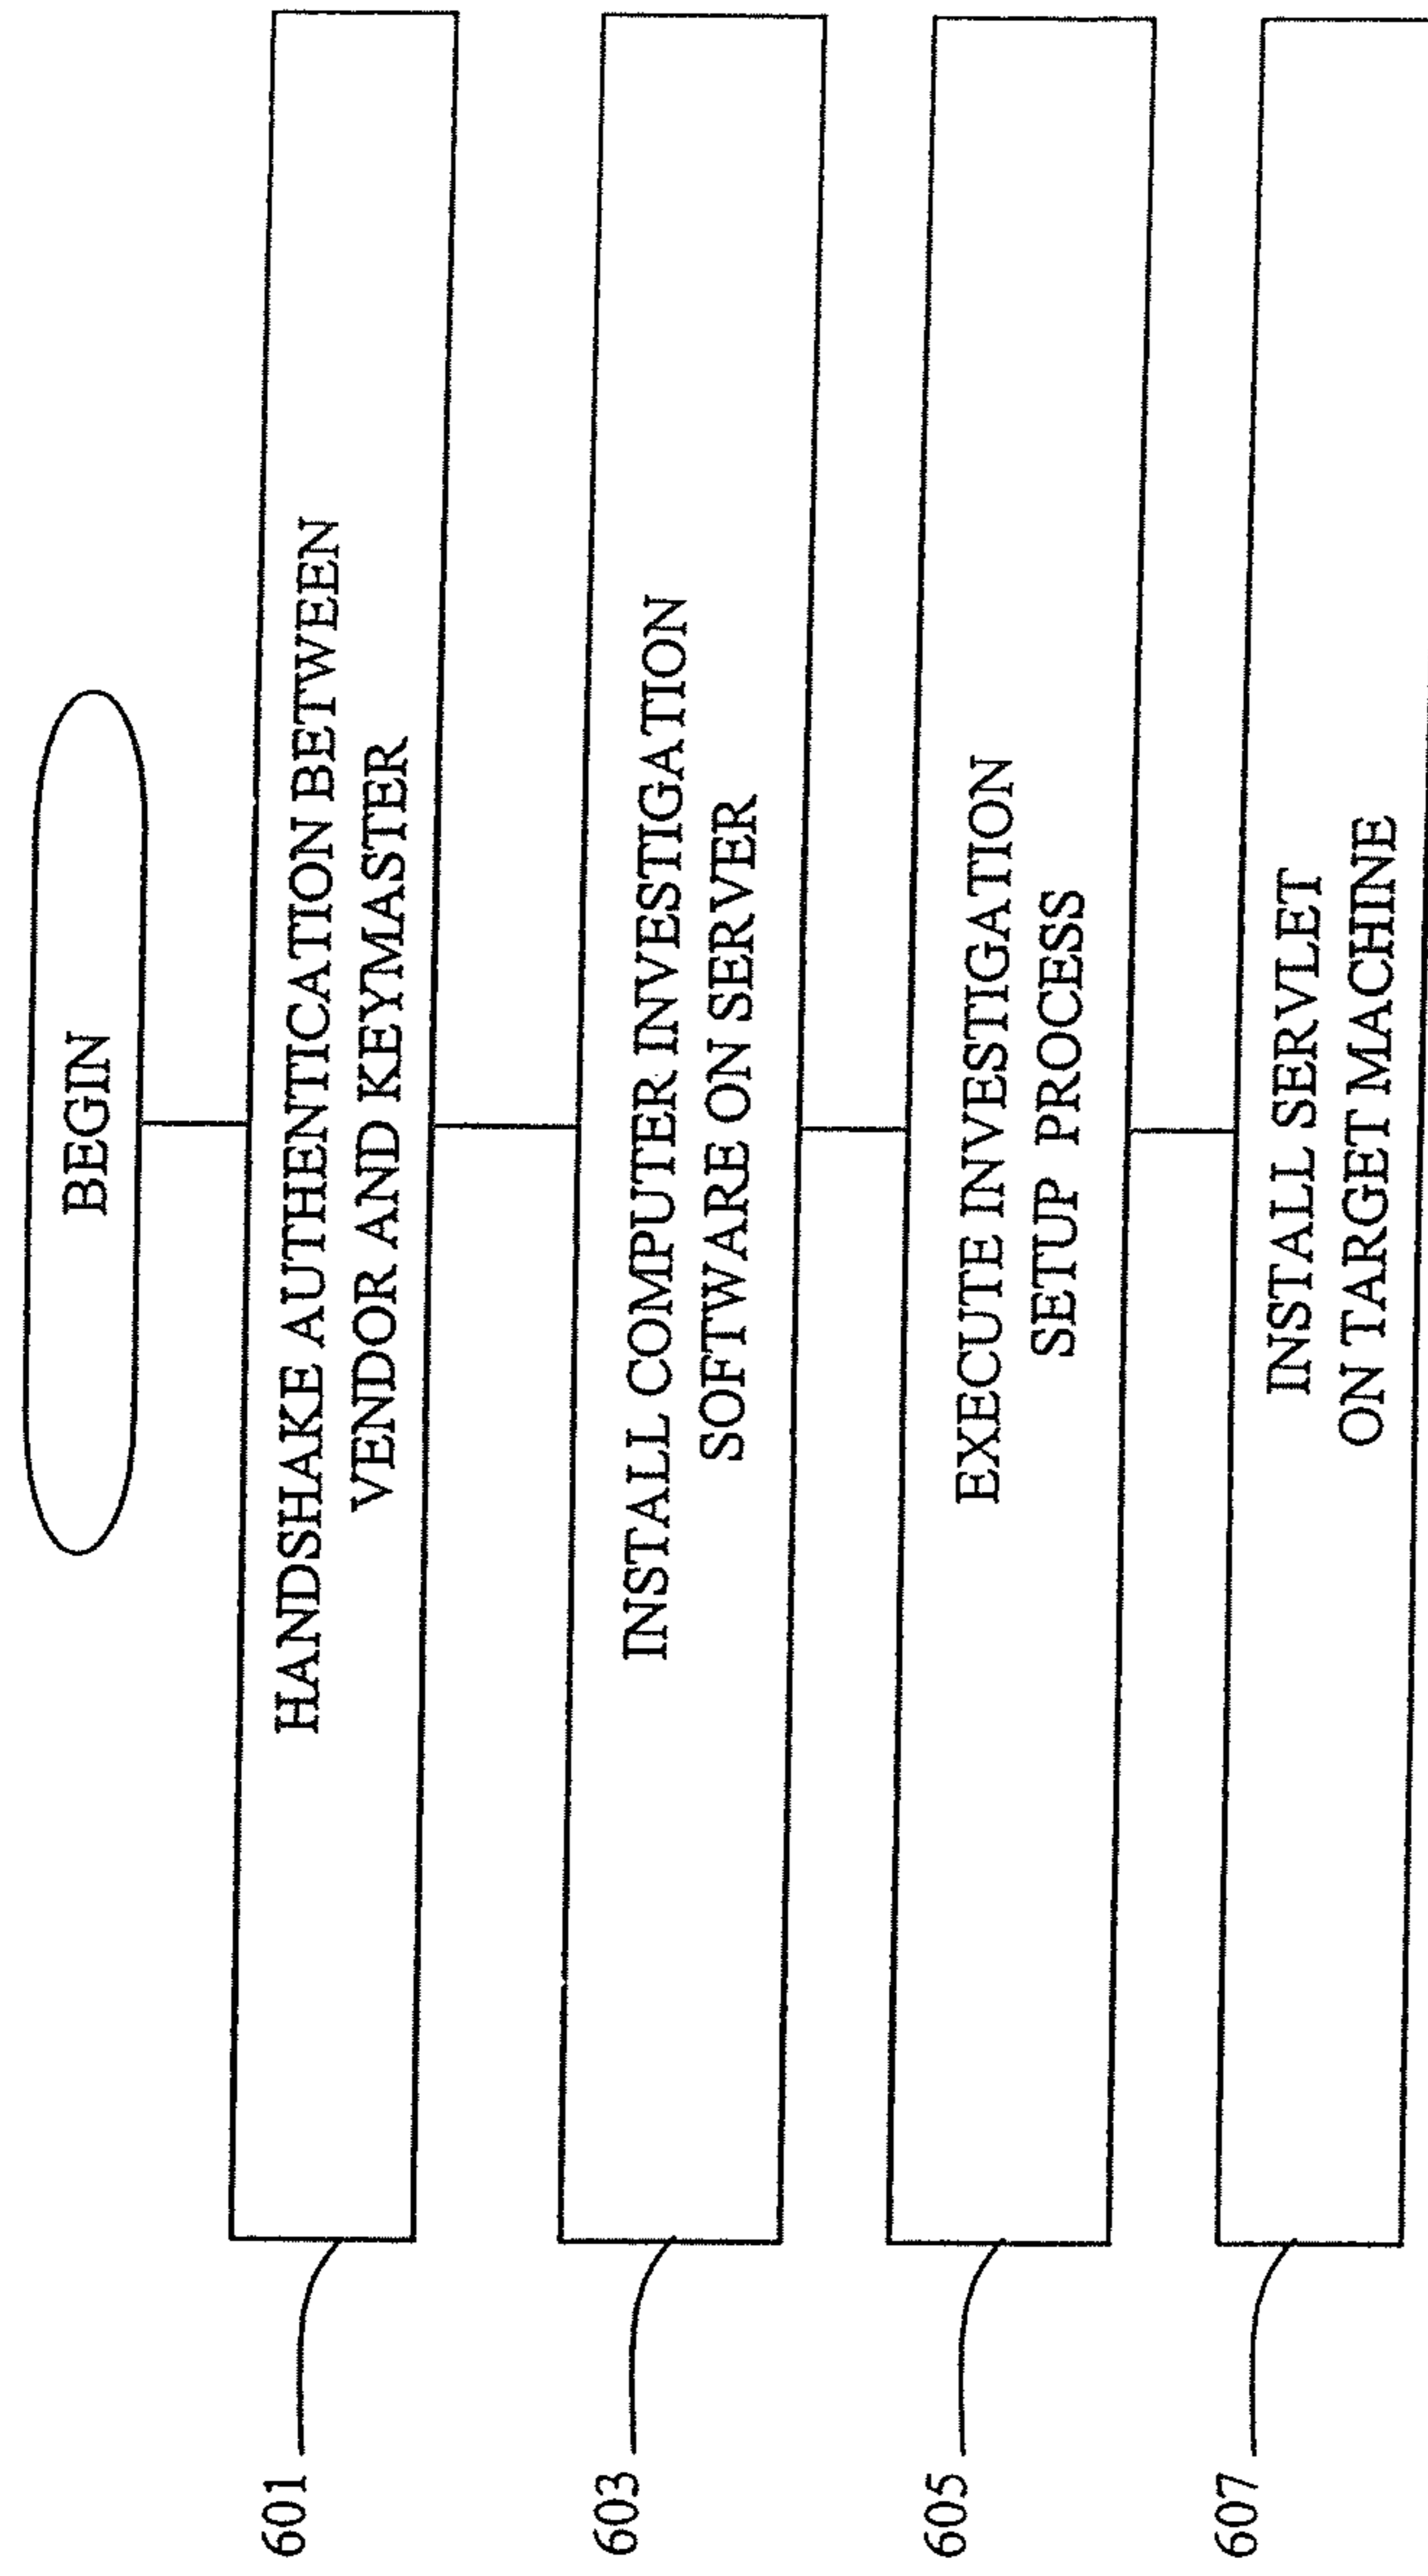 BEGIN
601
HANDSHAKE AUTHENTICATION BETWEEN
VENDOR AND KEYMASTER
603
INSTALL COMPUTER INVESTIGATION
SOFTWARE ON SERVER
605
EXECUTE INVESTIGATION
SETUP PROCESS
607
INSTALL SERVLET
ON TARGET MACHINE